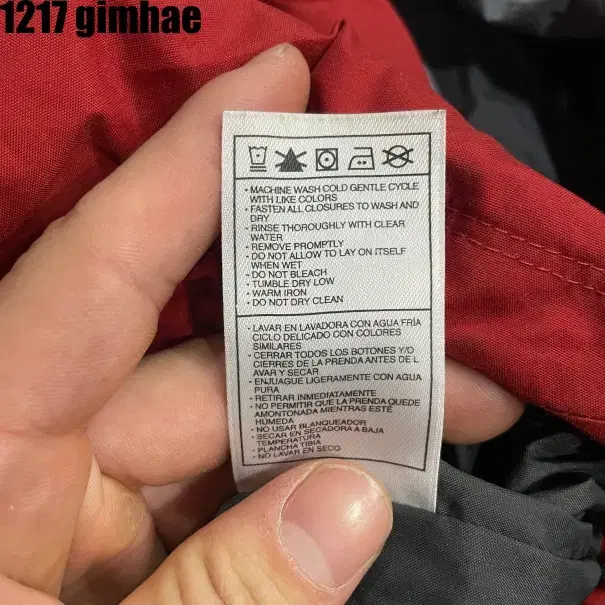 1217 gimhae
• MACHINE WASH COLD GENTLE CYCLE
WITH LIKE COLORS
• FASTEN ALL CLOSURES TO WASH AND
DRY
• RINSE THOROUGHLY WITH CLEAR
WATER
• REMOVE PROMPTLY
• DO NOT ALLOW TO LAY ON ITSELF
WHEN WET
• DO NOT BLEACH
• TUMBLE DRY LOW
• WARM IRON
• DO NOT DRY CLEAN
• LAVAR EN LAVADORA CON AGUA FRÍA
CICLO DELICADO CON COLORES
SIMILARES
• CERRAR TODOS LOS BOTONES Y/O
CIERRES DE LA PRENDA ANTES DE L
AVAR Y SECAR
• ENJUAGUE LIGERAMENTE CON AGUA
PURA
• RETIRAR INMEDIATAMENTE
• NO PERMITIR QUE LA PRENDA QUEDE
AMONTONADA MIENTRAS ESTÉ
HUMEDA
• NO USAR BLANQUEADOR
• SECAR EN SECADORA A BAJA
TEMPERATURA
• PLANCHA TIBIA
• NO LAVAR EN SECO